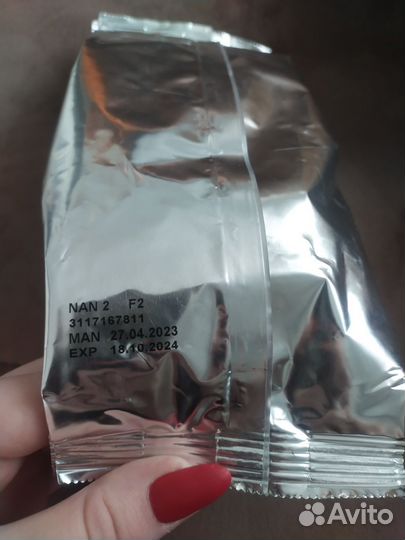 NAN 2 F2
3117167811
MAN 27.04.2023
EXP 18.10.2024
Avito